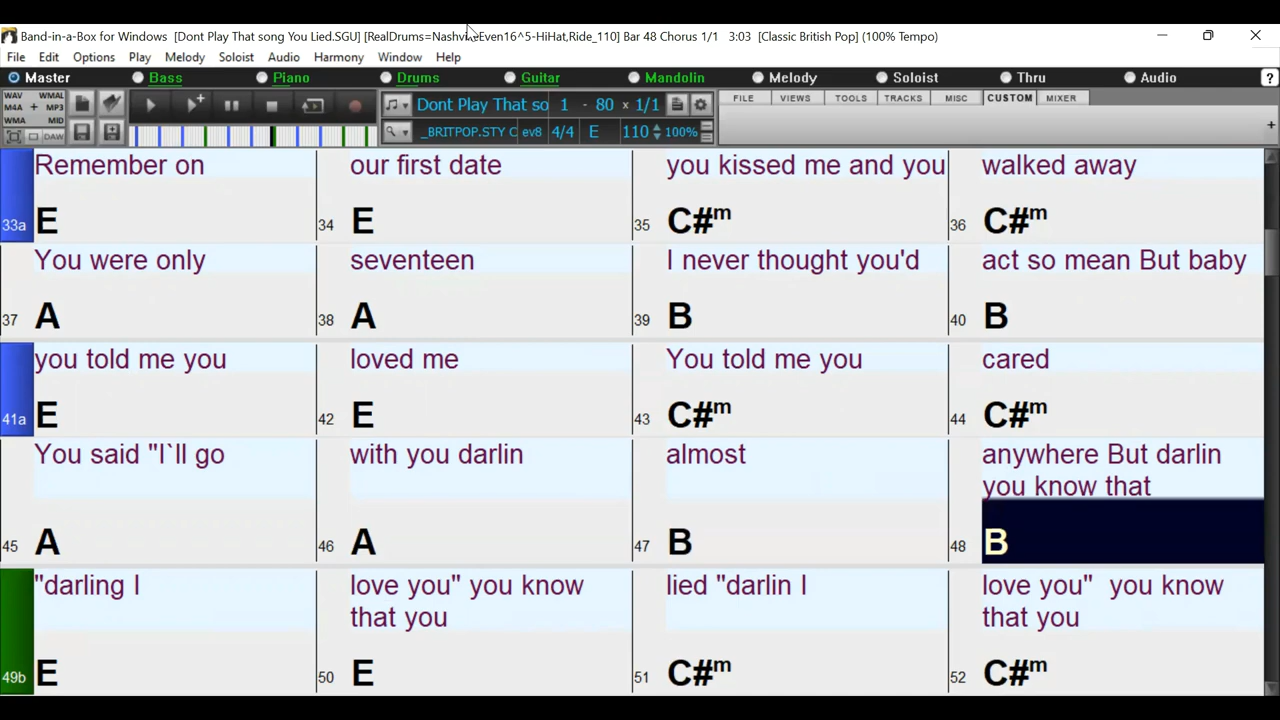 Band-in-a-Box for Windows [Dont Play That song You Lied.SGU] [RealDrums=NashvilleEven16^5-HiHat,Ride_110] Bar 48 Chorus 1/1 3:03 [Classic British Pop] (100% Tempo)
File Edit Options Play Melody Soloist Audio Harmony Window Help
Master Bass Piano Drums Guitar Mandolin Melody Soloist Thru Audio ?
WAV WMAL
M4A + MP3
WMA MID
DAW
Dont Play That so 1 - 80 x 1/1
_BRITPOP.STY C ev8 4/4 E 110 100%
FILE VIEWS TOOLS TRACKS MISC CUSTOM MIXER
+
Remember on our first date you kissed me and you walked away
33a E 34 E 35 C#m 36 C#m
You were only seventeen I never thought you'd act so mean But baby
37 A 38 A 39 B 40 B
you told me you loved me You told me you cared
41a E 42 E 43 C#m 44 C#m
You said "I`ll go with you darlin almost anywhere But darlin
you know that
45 A 46 A 47 B 48 B
"darling I love you" you know lied "darlin I love you" you know
that you that you
49b E 50 E 51 C#m 52 C#m